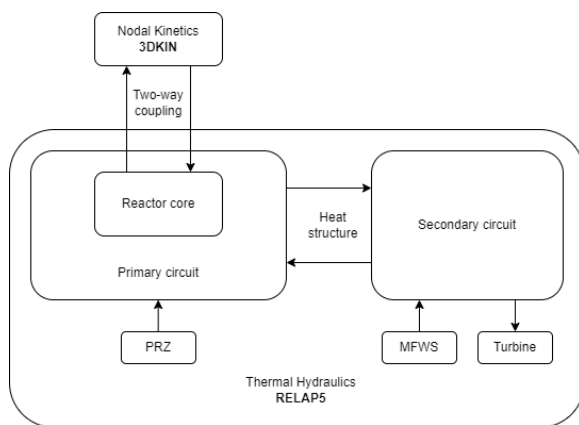 Nodal Kinetics
3DKIN
Two-way
coupling
Reactor core
Heat
structure
Secondary circuit
Primary circuit
PRZ
MFWS
Turbine
Thermal Hydraulics
RELAP5